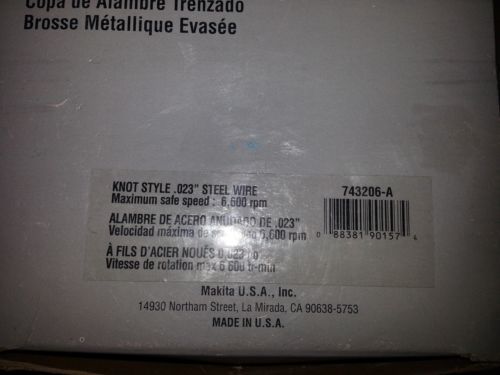 Copa de Alambre Trenzado
Brosse Métallique Evasée
KNOT STYLE .023" STEEL WIRE
Maximum safe speed : 6,600 rpm
743206-A
ALAMBRE DE ACERO ANUDADO DE .023"
Velocidad máxima de 6,600 rpm
0 88381 90157 4
À FILS D'ACIER NOUÉS 0,023
Vitesse de rotation max 6 600
Makita U.S.A., Inc.
14930 Northam Street, La Mirada, CA 90638-5753
MADE IN U.S.A.